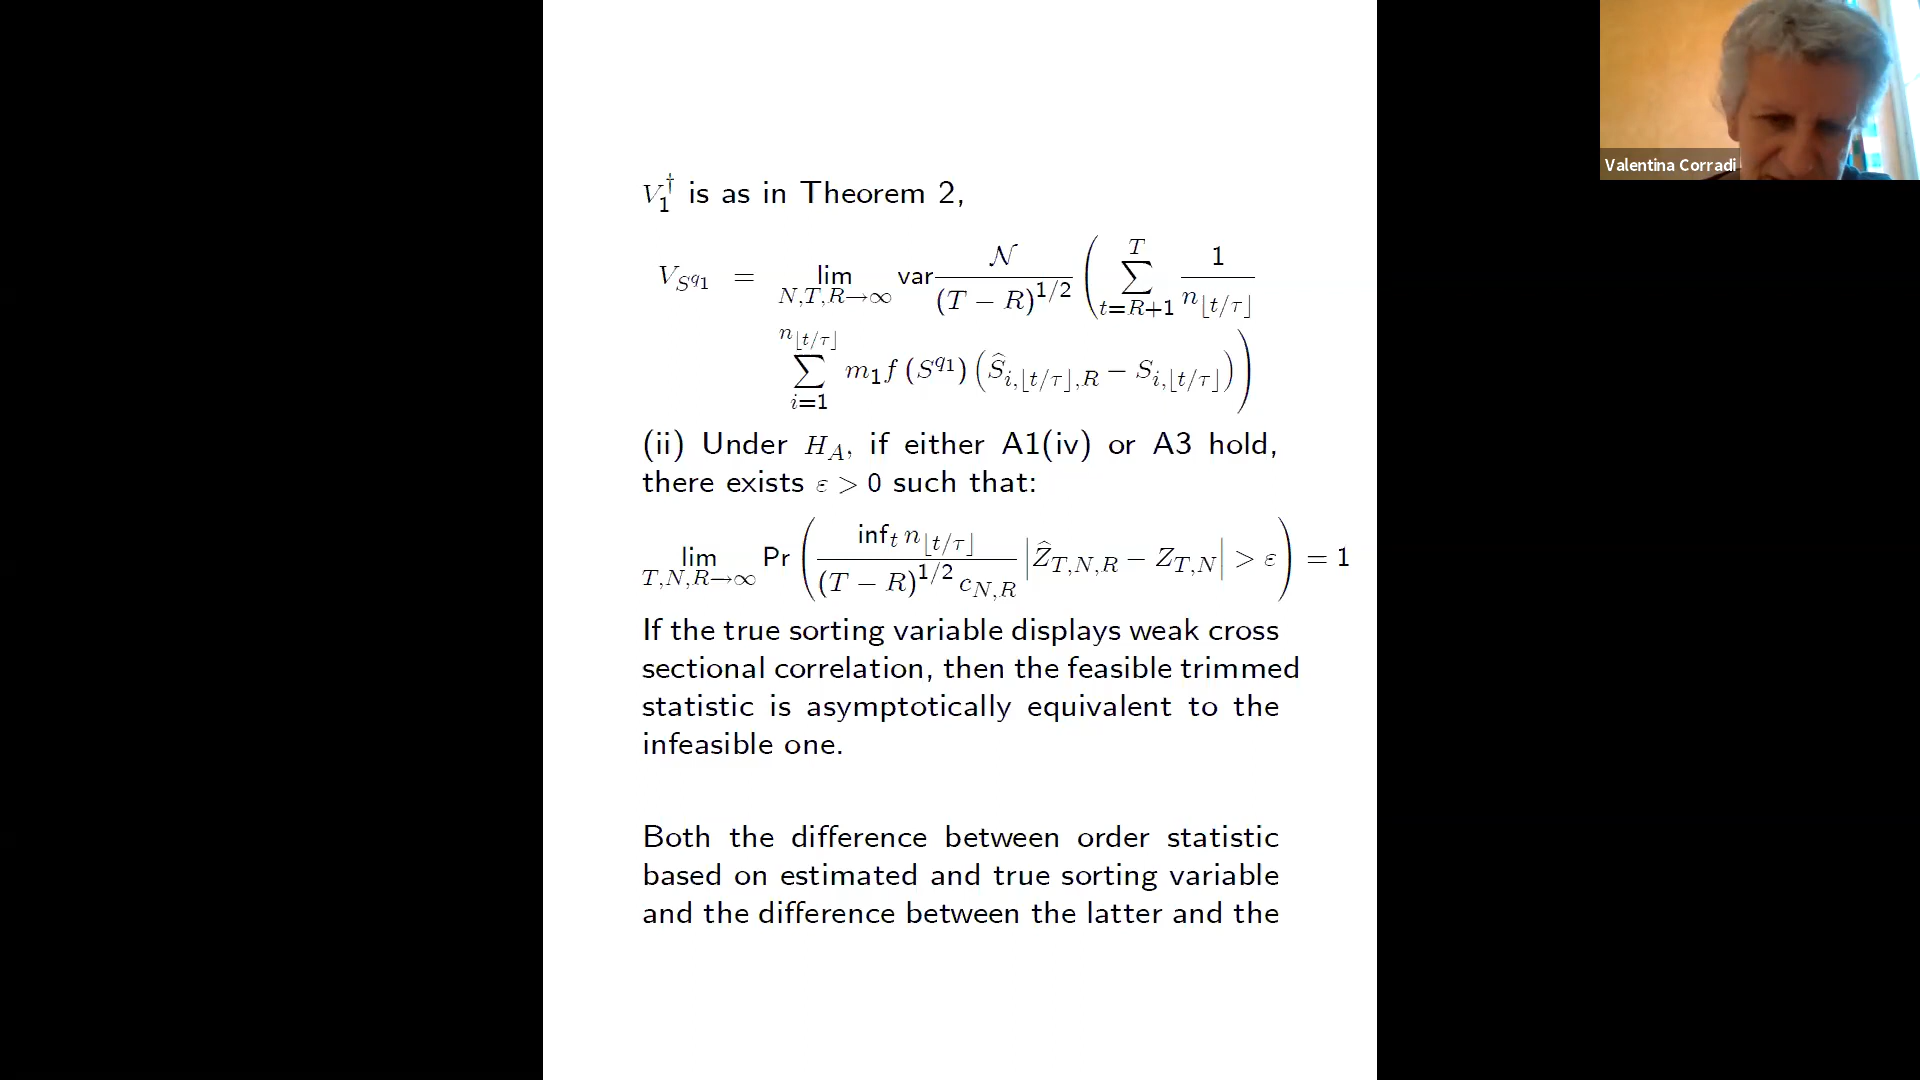 V_1^† is as in Theorem 2,
V_{S^{q_1}} = lim_{N,T,R→∞} var \frac{𝒩}{(T − R)^{1/2}} ( ∑_{t=R+1}^{T} \frac{1}{n_{⌊t/τ⌋}}
∑_{i=1}^{n_{⌊t/τ⌋}} m_1 f (S^{q_1}) ( Ŝ_{i,⌊t/τ⌋,R} − S_{i,⌊t/τ⌋} ) )
(ii) Under H_A, if either A1(iv) or A3 hold,
there exists ε > 0 such that:
lim_{T,N,R→∞} Pr ( \frac{inf_t n_{⌊t/τ⌋}}{(T − R)^{1/2} c_{N,R}} | Ẑ_{T,N,R} − Z_{T,N} | > ε ) = 1
If the true sorting variable displays weak cross
sectional correlation, then the feasible trimmed
statistic is asymptotically equivalent to the
infeasible one.
Both the difference between order statistic
based on estimated and true sorting variable
and the difference between the latter and the
Valentina Corradi